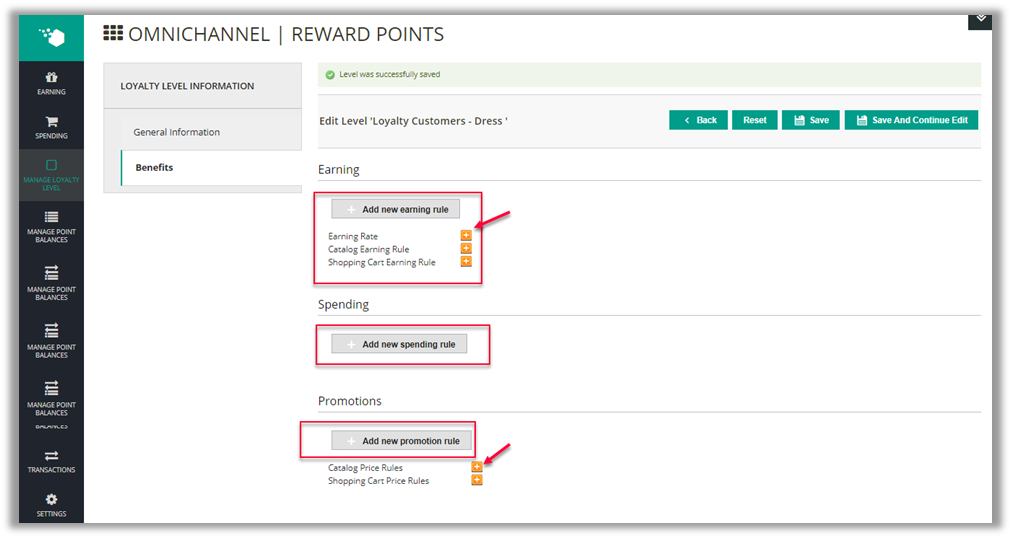 OMNICHANNEL | REWARD POINTS
EARNING
SPENDING
MANAGE LOYALTY
LEVEL
MANAGE POINT
BALANCES
MANAGE POINT
BALANCES
MANAGE POINT
BALANCES
MANAGE POINT
BALANCES
BALANCES
TRANSACTIONS
SETTINGS
LOYALTY LEVEL INFORMATION
General Information
Benefits
Level was successfully saved
Edit Level 'Loyalty Customers - Dress '
Back
Reset
Save
Save And Continue Edit
Earning
Add new earning rule
Earning Rate
Catalog Earning Rule
Shopping Cart Earning Rule
Spending
Add new spending rule
Promotions
Add new promotion rule
Catalog Price Rules
Shopping Cart Price Rules